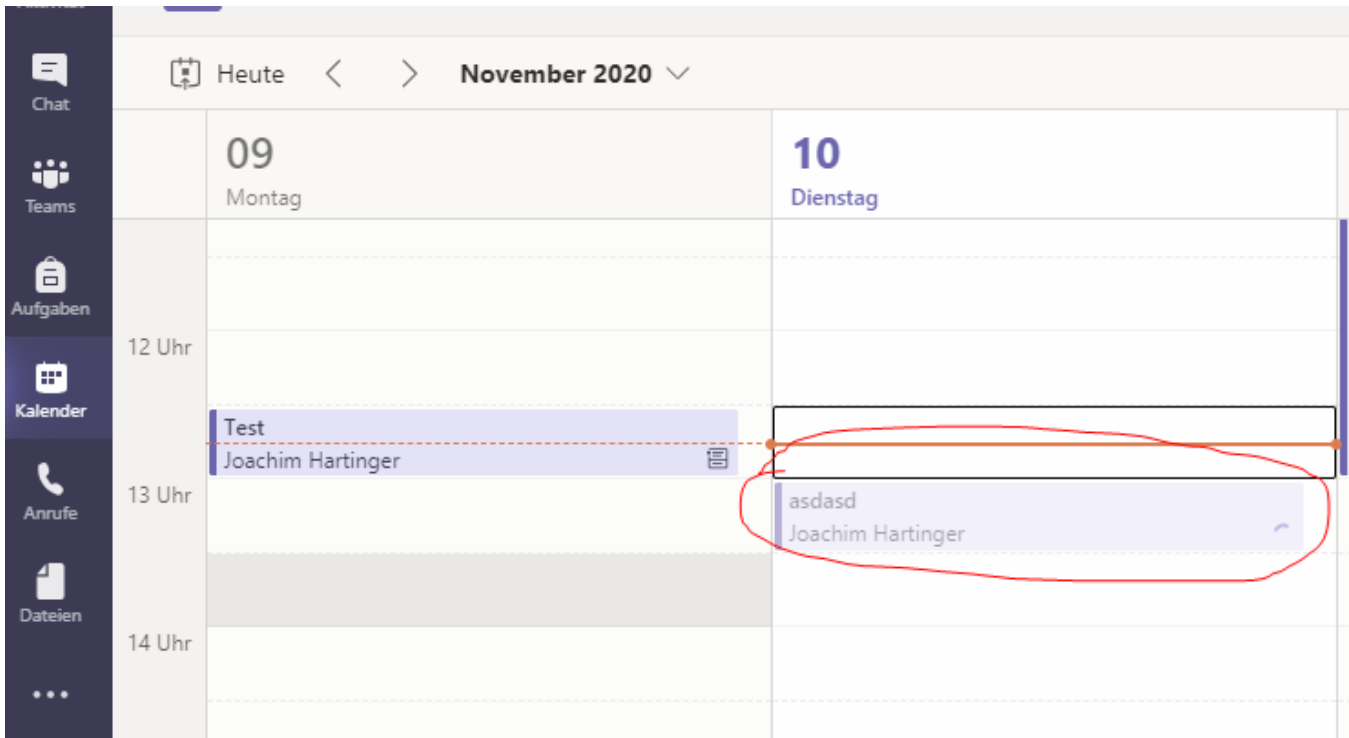 Chat
Teams
Aufgaben
Kalender
Anrufe
Dateien
Heute
November 2020
09
Montag
10
Dienstag
12 Uhr
13 Uhr
14 Uhr
Test
Joachim Hartinger
asdasd
Joachim Hartinger